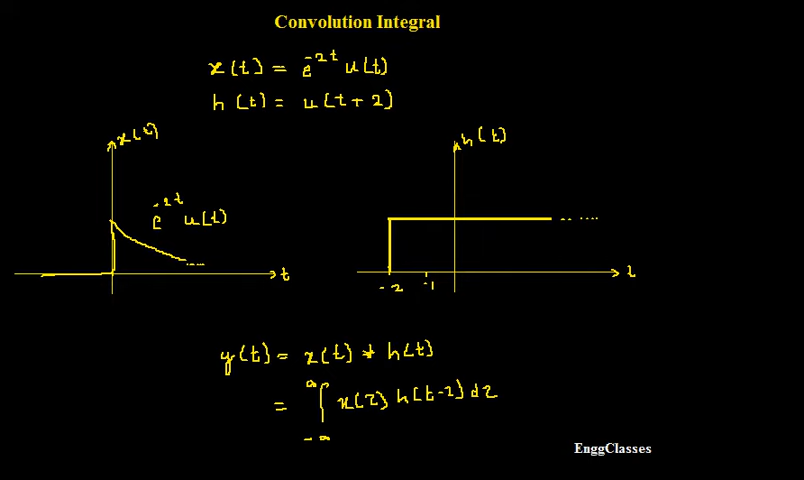 Convolution Integral
x(t) = e^{-2t} u(t)
h(t) = u(t+2)
x(t)
e^{-2t} u(t)
.....
t
h(t)
.. ....
-2 -1
t
y(t) = x(t) * h(t)
= ∫_{-∞}^{∞} x(τ) h(t-τ) dτ
EnggClasses